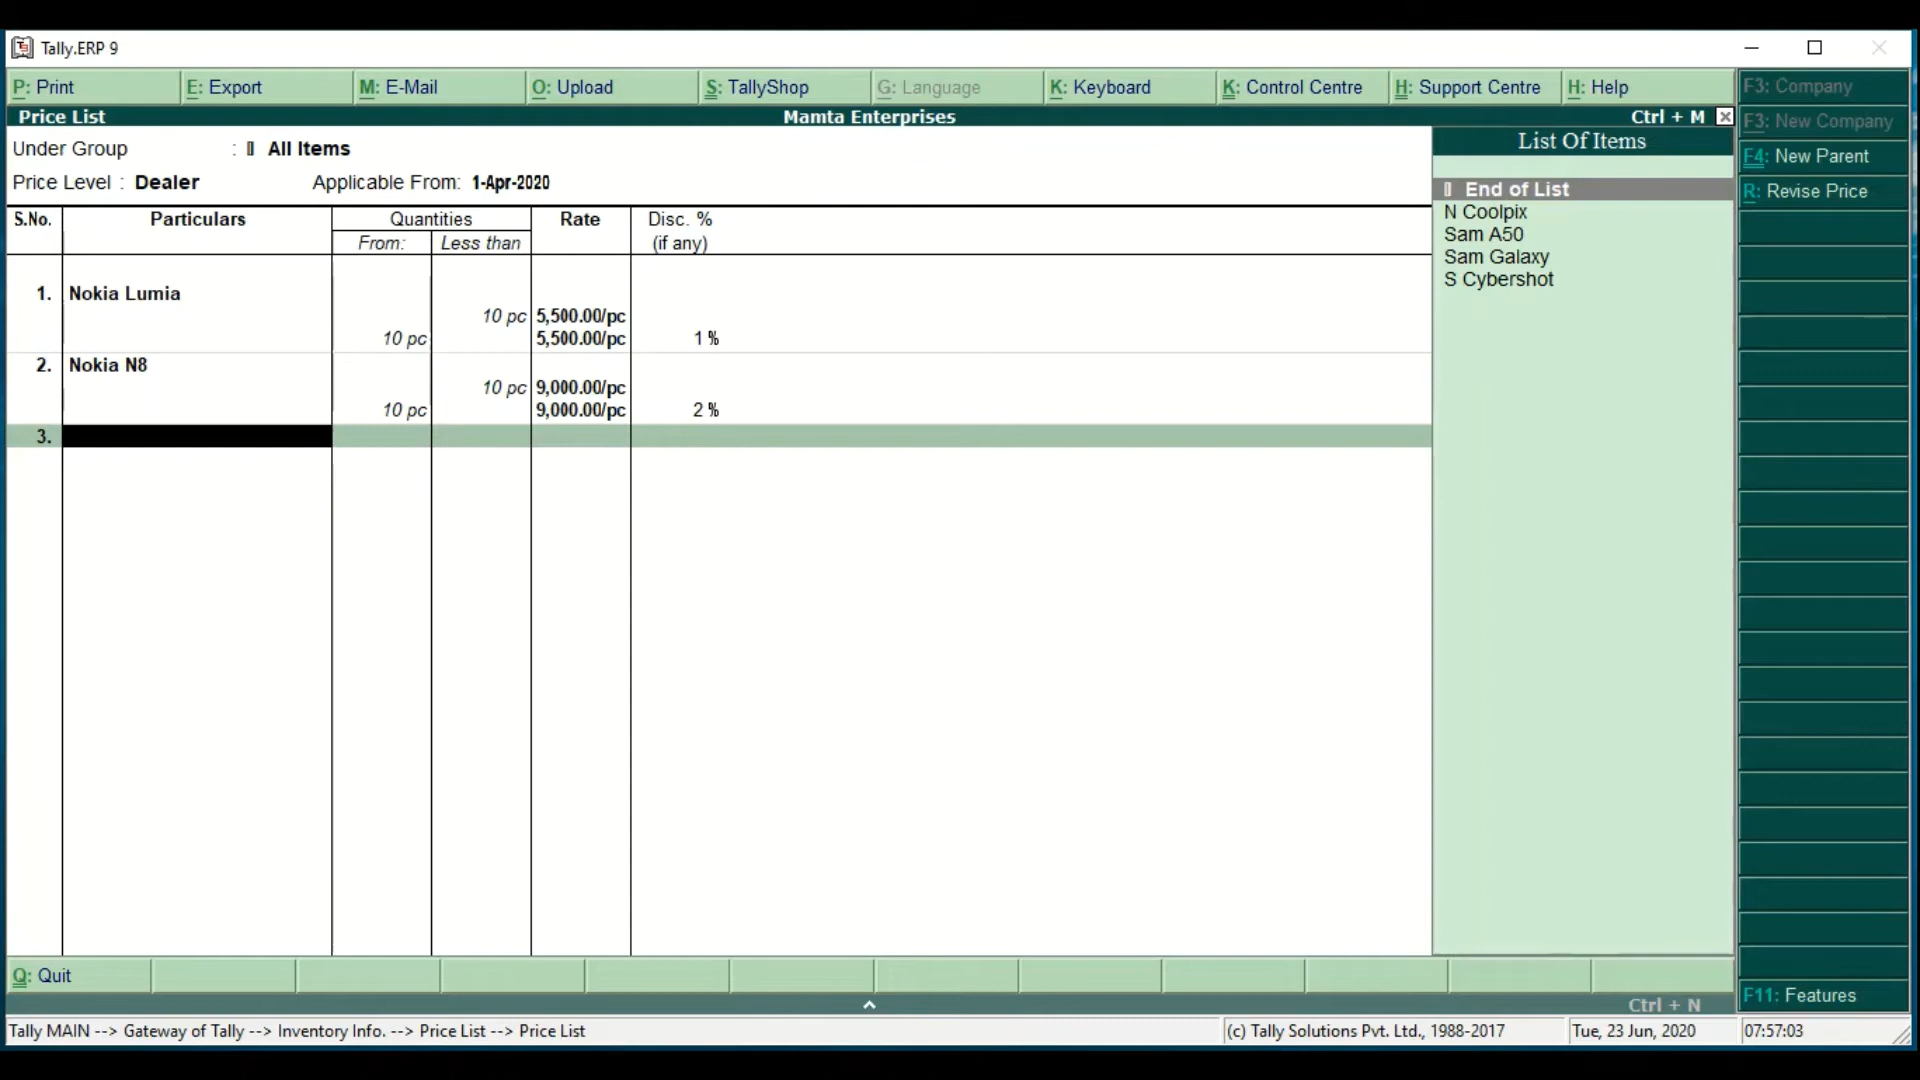 Tally.ERP 9
P: Print E: Export M: E-Mail O: Upload S: TallyShop G: Language K: Keyboard K: Control Centre H: Support Centre H: Help
Price List Mamta Enterprises Ctrl + M
Under Group : All Items
Price Level : Dealer Applicable From: 1-Apr-2020
S.No. Particulars Quantities Rate Disc. %
From: Less than (if any)
1. Nokia Lumia
10 pc 5,500.00/pc
10 pc 5,500.00/pc 1 %
2. Nokia N8
10 pc 9,000.00/pc
10 pc 9,000.00/pc 2 %
3.
List Of Items
End of List
N Coolpix
Sam A50
Sam Galaxy
S Cybershot
F3: Company
F3: New Company
F4: New Parent
R: Revise Price
F11: Features
Q: Quit
Ctrl + N
Tally MAIN --> Gateway of Tally --> Inventory Info. --> Price List --> Price List (c) Tally Solutions Pvt. Ltd., 1988-2017 Tue, 23 Jun, 2020 07:57:03